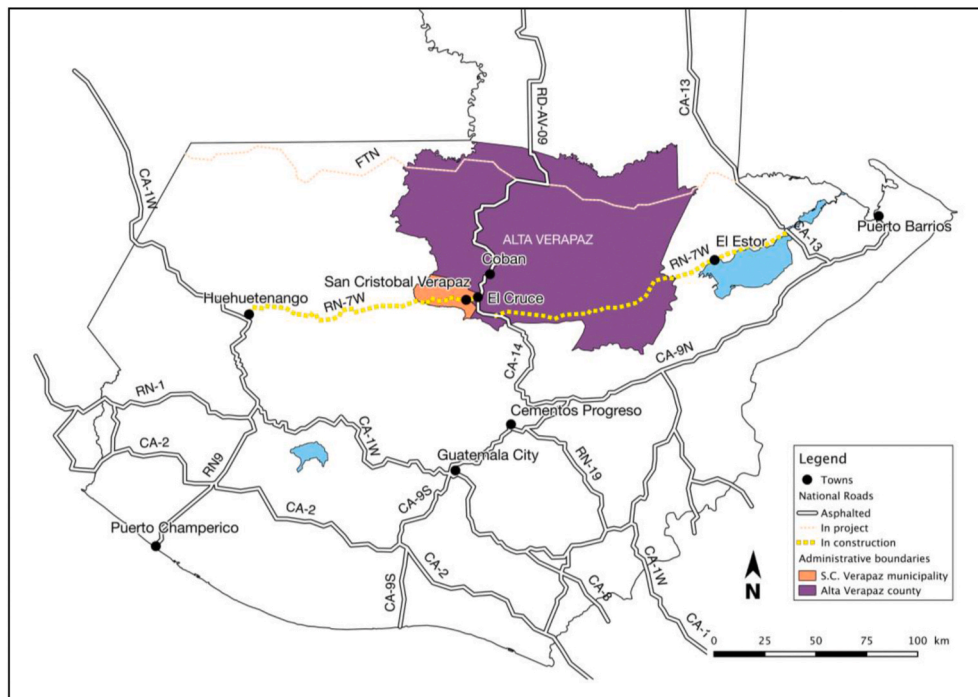 RD-AV-09
CA-13
FTN
CA-1W
ALTA VERAPAZ
Puerto Barrios
CA-13
El Estor
RN-7W
Coban
San Cristobal Verapaz
El Cruce
RN-7W
Huehuetenango
CA-14
CA-9N
RN-1
Cementos Progreso
CA-2
RN9
CA-1W
Guatemala City
RN-19
CA-9S
CA-2
Puerto Champerico
CA-2
CA-9S
CA-8
CA-1W
CA-1
Legend
Towns
National Roads
Asphalted
In project
In construction
Administrative boundaries
S.C. Verapaz municipality
Alta Verapaz county
N
0 25 50 75 100 km